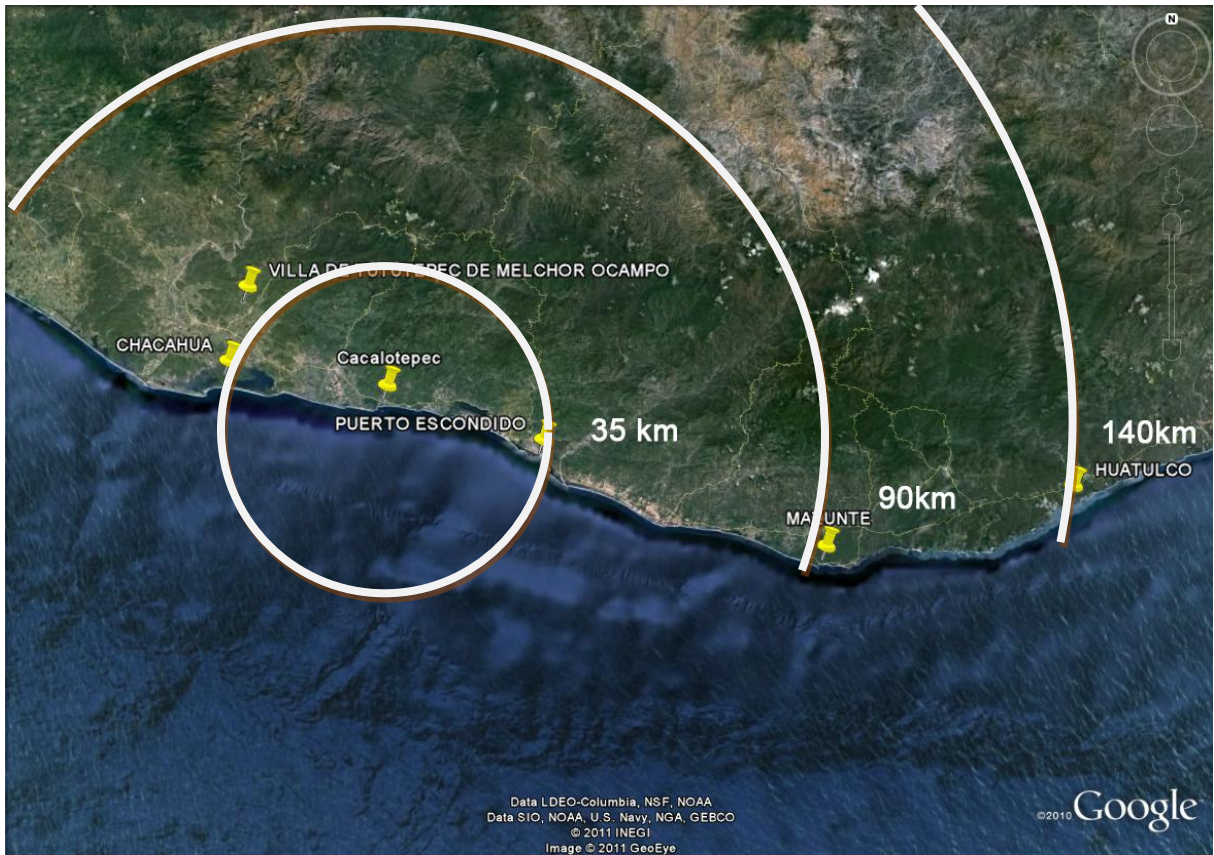 N
VILLA DE TUTUTEPEC DE MELCHOR OCAMPO
CHACAHUA
Cacalotepec
PUERTO ESCONDIDO
35 km
140km
HUATULCO
90km
MAZUNTE
Data LDEO-Columbia, NSF, NOAA
Data SIO, NOAA, U.S. Navy, NGA, GEBCO
© 2011 INEGI
Image © 2011 GeoEye
©2010 Google